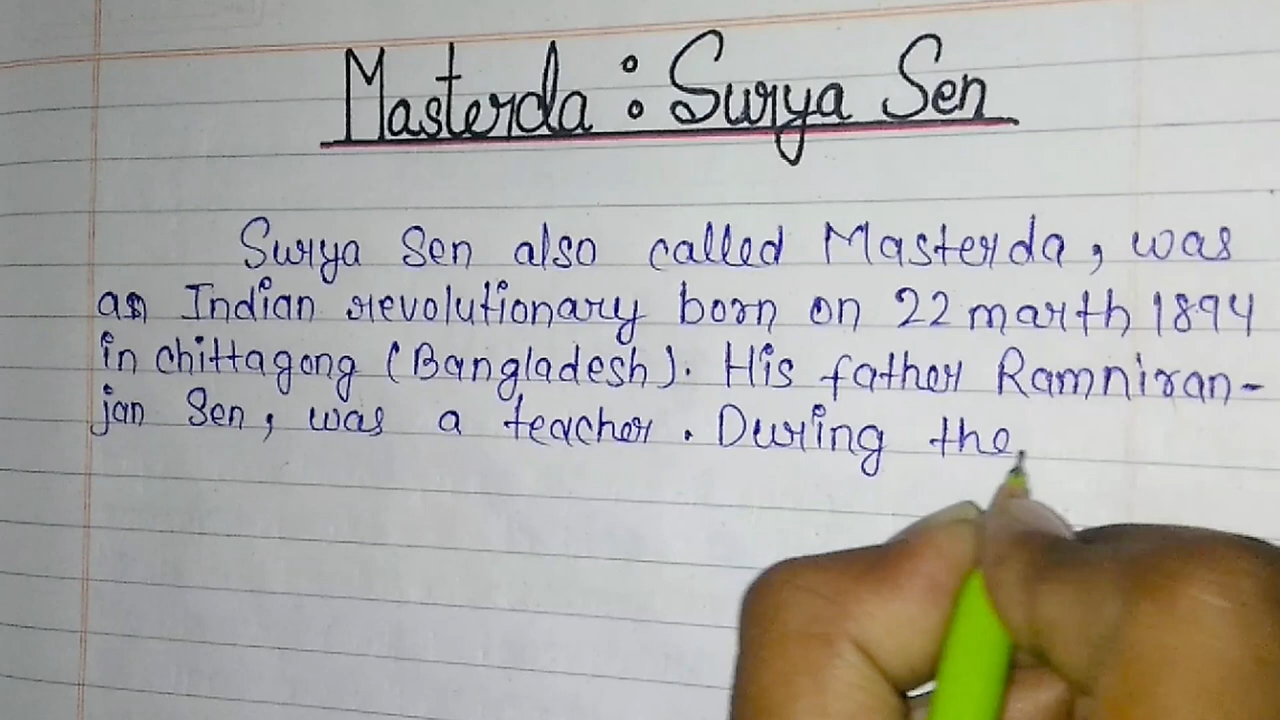 Masterda : Surya Sen
Surya Sen also called Masterda, was
an Indian revolutionary born on 22 march 1894
in chittagong (Bangladesh). His father Ramniran-
jan Sen, was a teacher. During the